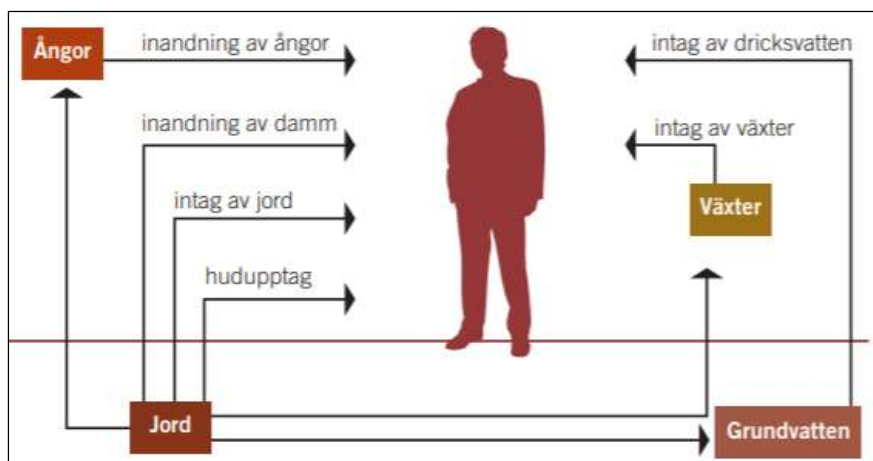 Ångor
inandning av ångor
intag av dricksvatten
inandning av damm
intag av växter
intag av jord
Växter
hudupptag
Jord
Grundvatten